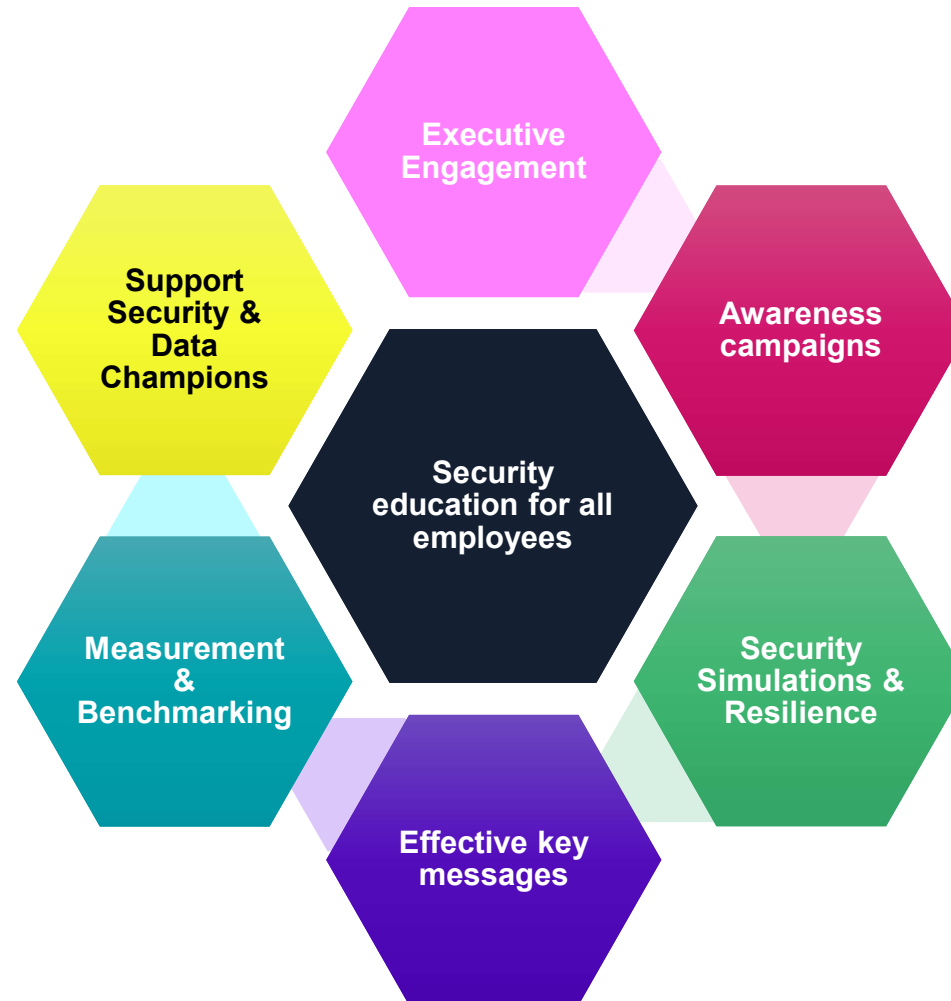 Executive
Engagement
Support
Security &
Data
Champions
Awareness
campaigns
Security
education for all
employees
Measurement
&
Benchmarking
Security
Simulations &
Resilience
Effective key
messages